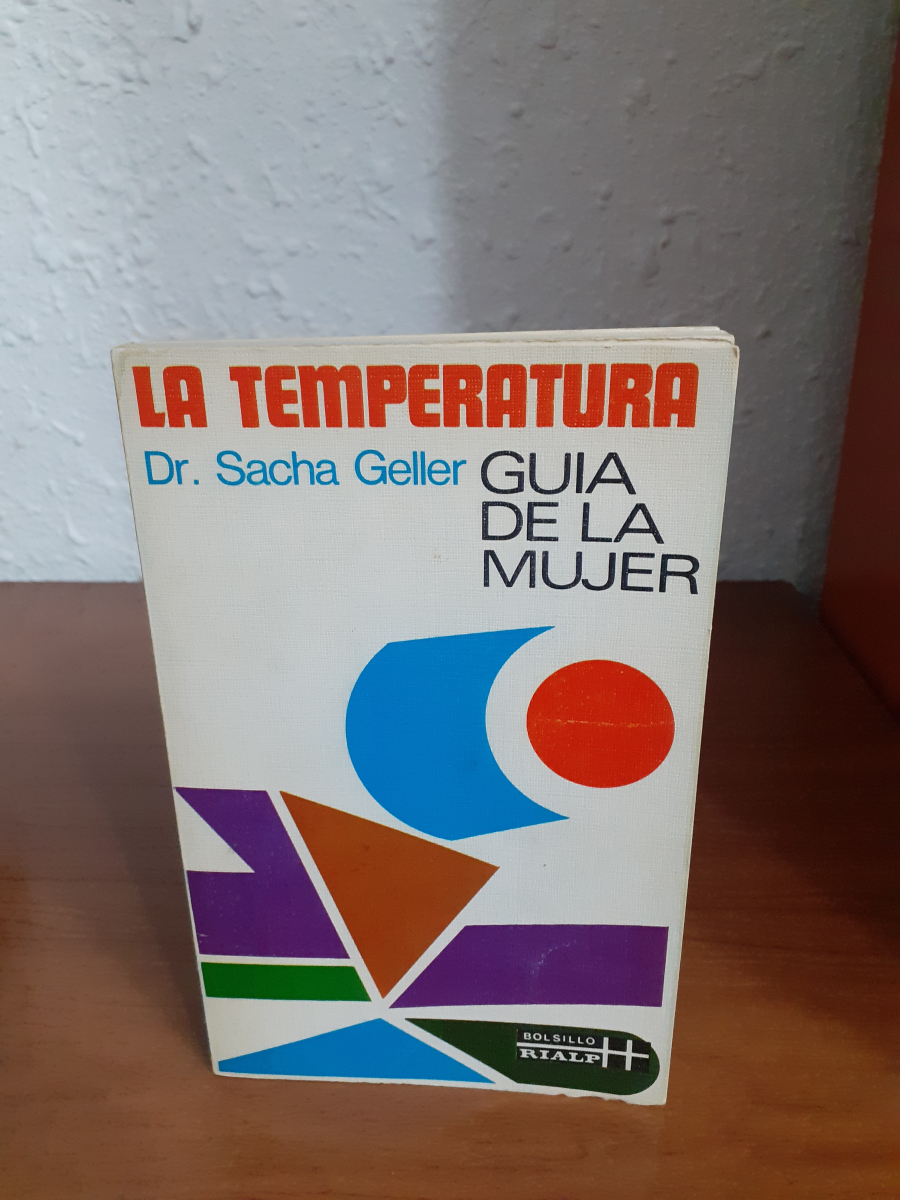 LA TEMPERATURA
Dr. Sacha Geller
GUIA
DE LA
MUJER
BOLSILLO
RIALP